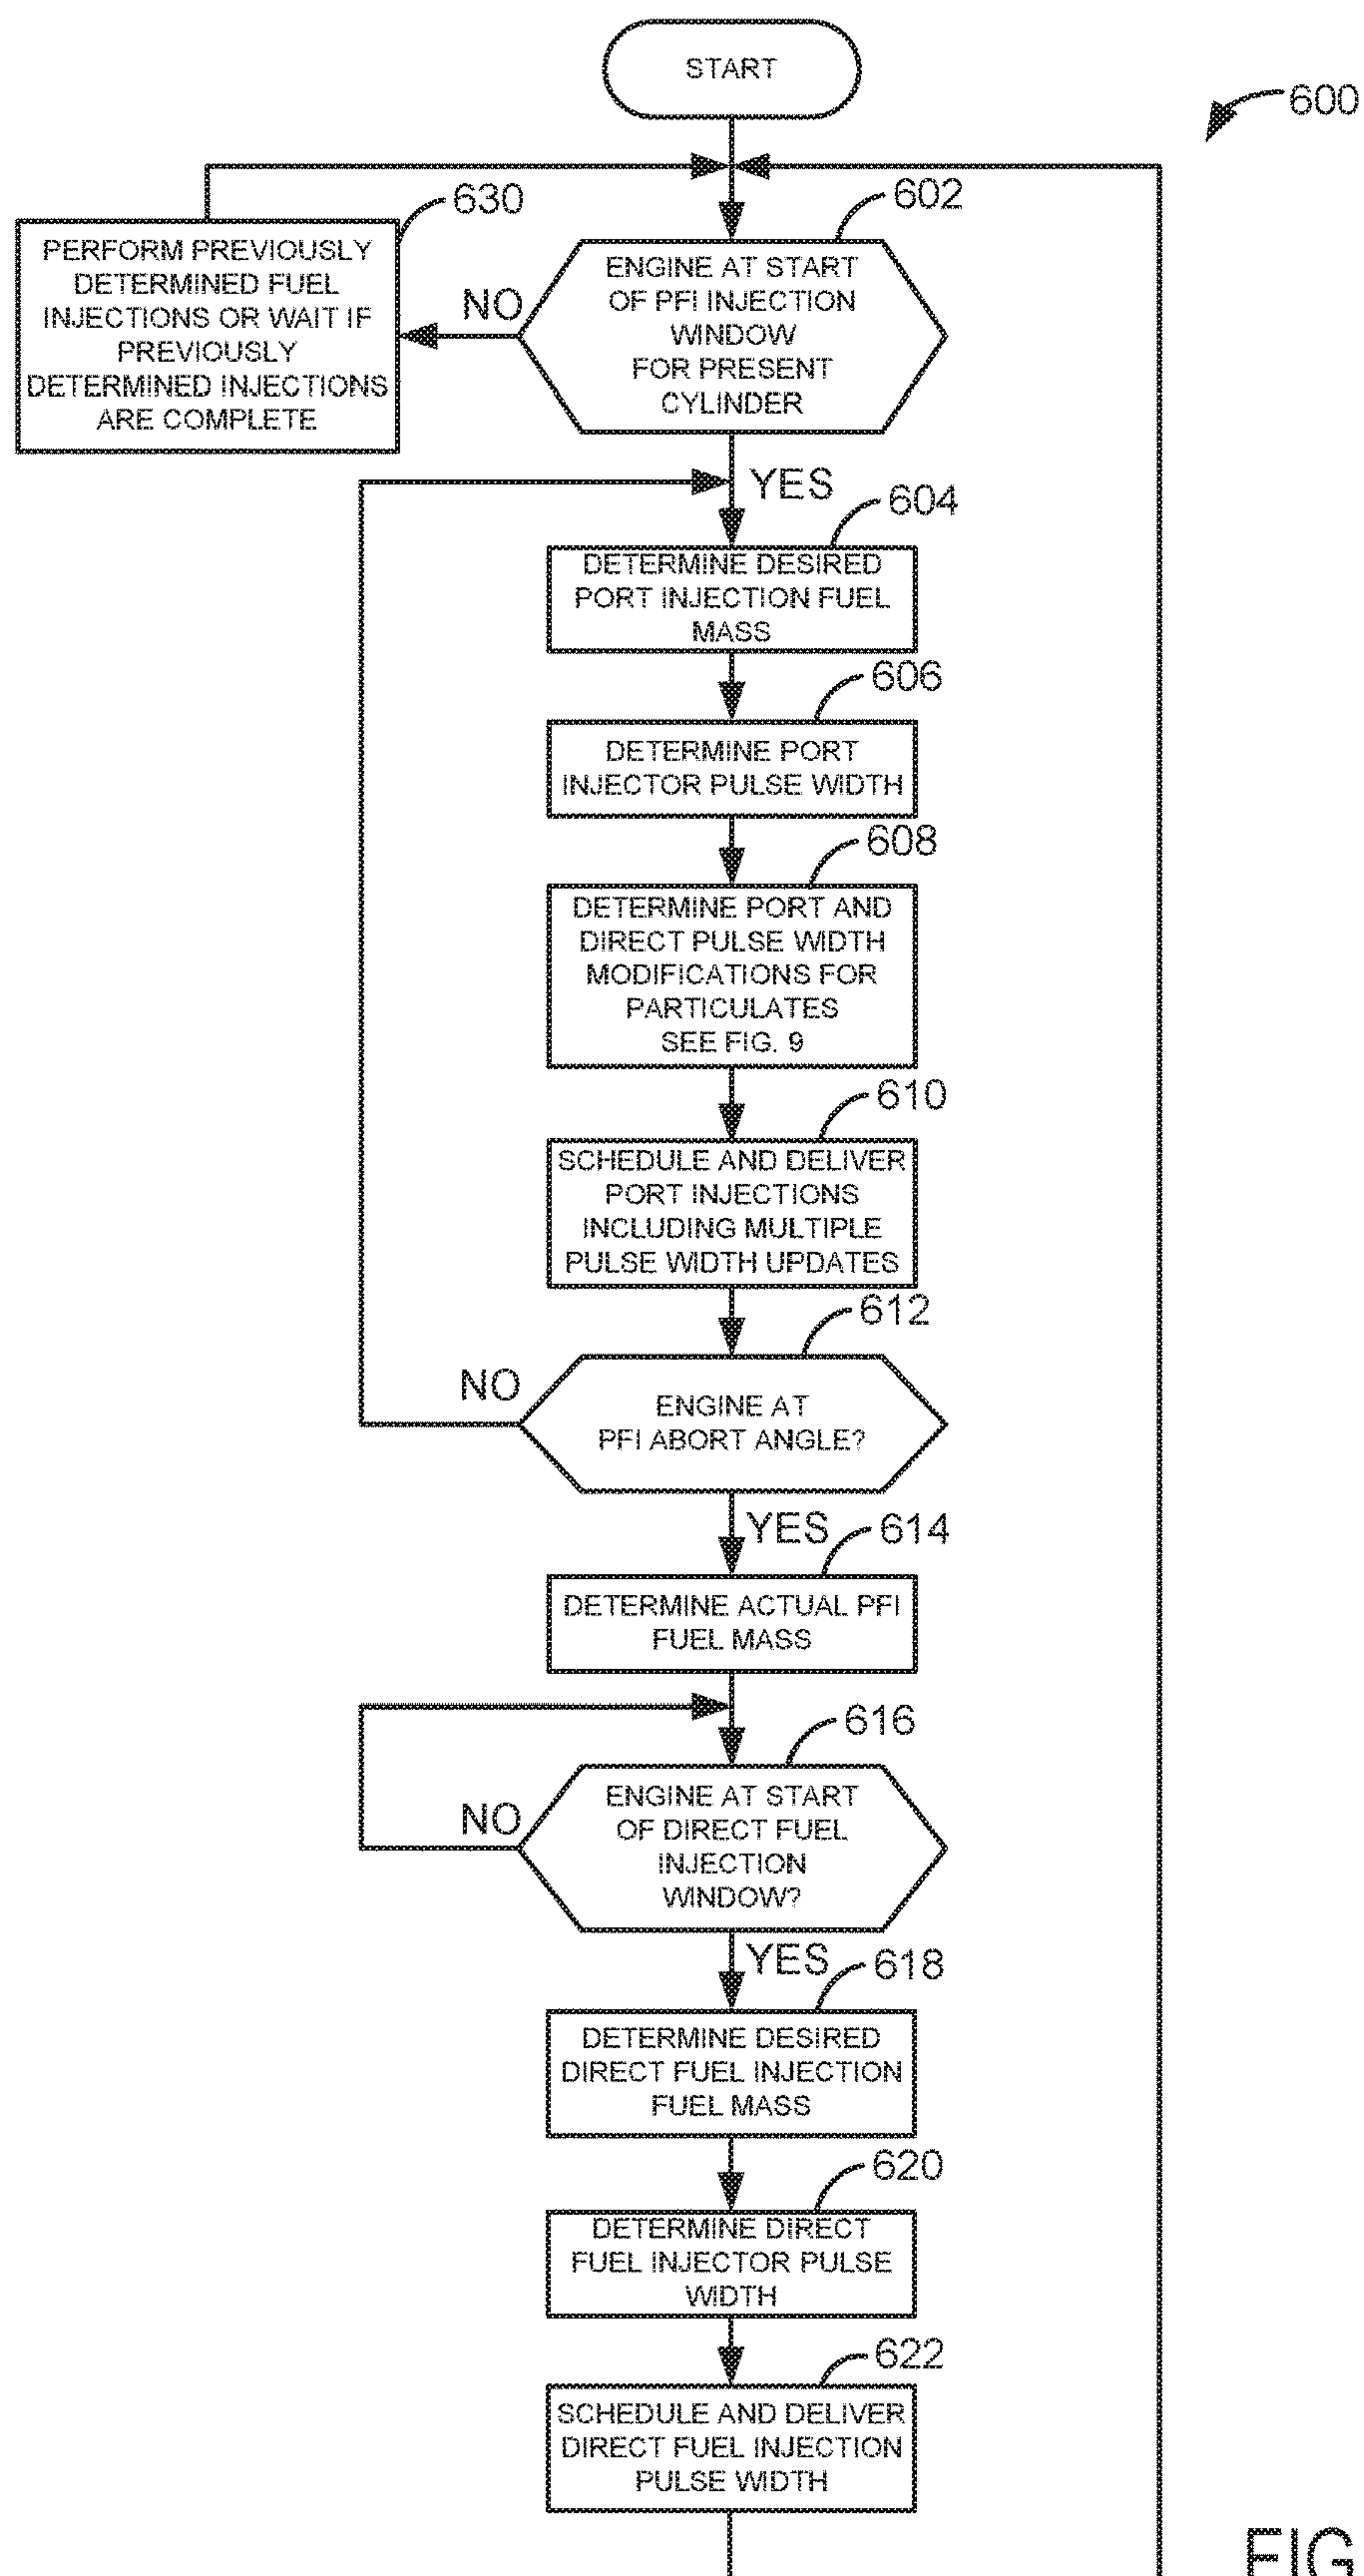 START
600
630
602
PERFORM PREVIOUSLY
DETERMINED FUEL
INJECTIONS OR WAIT IF
PREVIOUSLY
DETERMINED INJECTIONS
ARE COMPLETE
NO
ENGINE AT START
OF PFI INJECTION
WINDOW
FOR PRESENT
CYLINDER
YES
604
DETERMINE DESIRED
PORT INJECTION FUEL
MASS
606
DETERMINE PORT
INJECTOR PULSE WIDTH
608
DETERMINE PORT AND
DIRECT PULSE WIDTH
MODIFICATIONS FOR
PARTICULATES
SEE FIG. 9
610
SCHEDULE AND DELIVER
PORT INJECTIONS
INCLUDING MULTIPLE
PULSE WIDTH UPDATES
612
NO
ENGINE AT
PFI ABORT ANGLE?
YES
614
DETERMINE ACTUAL PFI
FUEL MASS
616
NO
ENGINE AT START
OF DIRECT FUEL
INJECTION
WINDOW?
YES
618
DETERMINE DESIRED
DIRECT FUEL INJECTION
FUEL MASS
620
DETERMINE DIRECT
FUEL INJECTOR PULSE
WIDTH
622
SCHEDULE AND DELIVER
DIRECT FUEL INJECTION
PULSE WIDTH
FIG